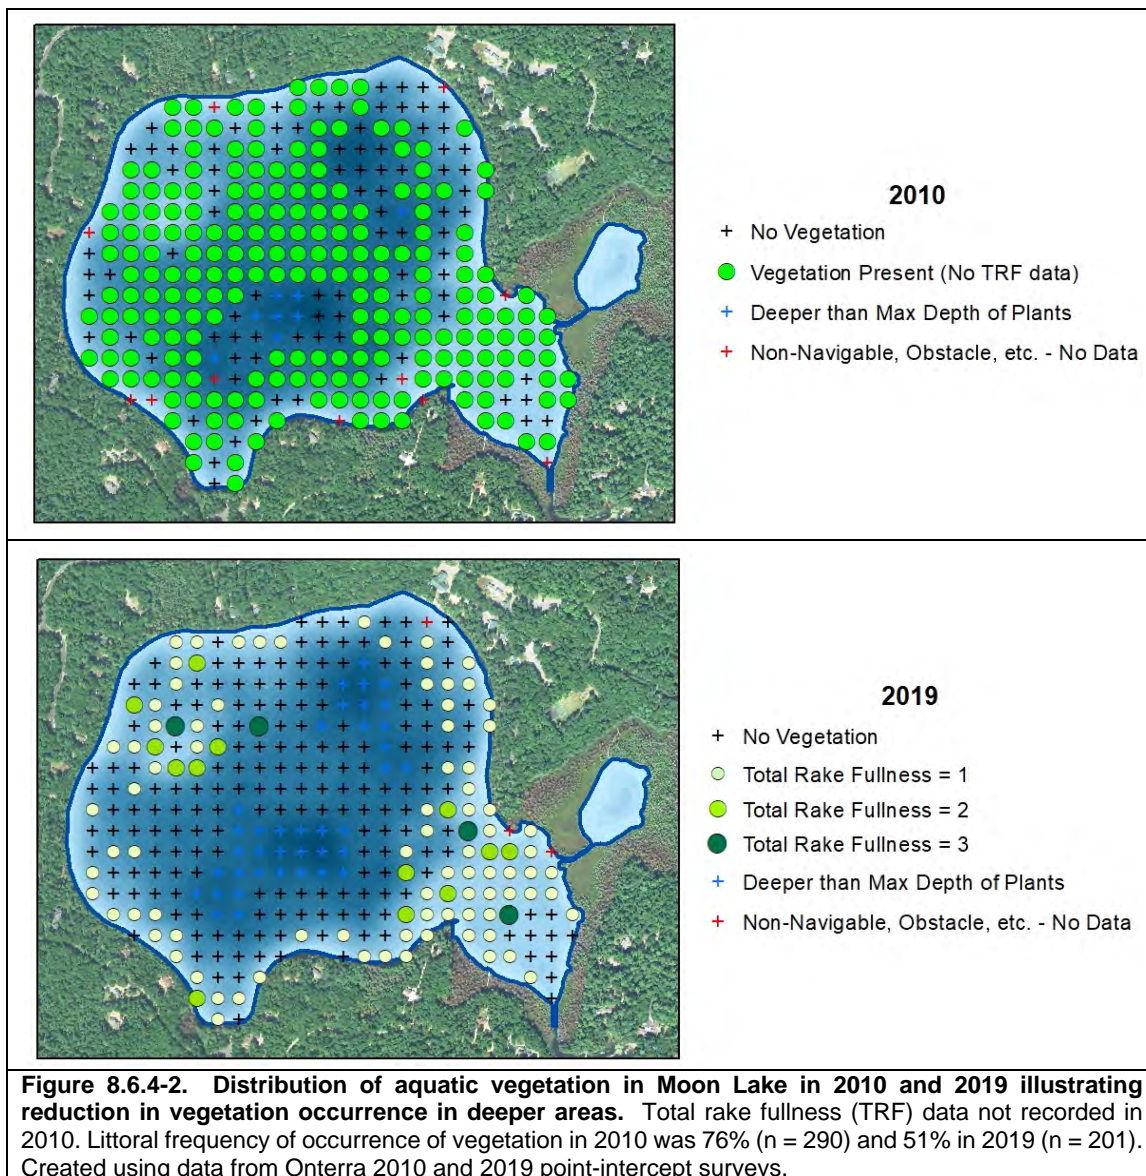 2010
No Vegetation
Vegetation Present (No TRF data)
Deeper than Max Depth of Plants
Non-Navigable, Obstacle, etc. - No Data
2019
No Vegetation
Total Rake Fullness = 1
Total Rake Fullness = 2
Total Rake Fullness = 3
Deeper than Max Depth of Plants
Non-Navigable, Obstacle, etc. - No Data
Figure 8.6.4-2. Distribution of aquatic vegetation in Moon Lake in 2010 and 2019 illustrating
reduction in vegetation occurrence in deeper areas. Total rake fullness (TRF) data not recorded in
2010. Littoral frequency of occurrence of vegetation in 2010 was 76% (n = 290) and 51% in 2019 (n = 201).
Created using data from Onterra 2010 and 2019 point-intercept surveys.